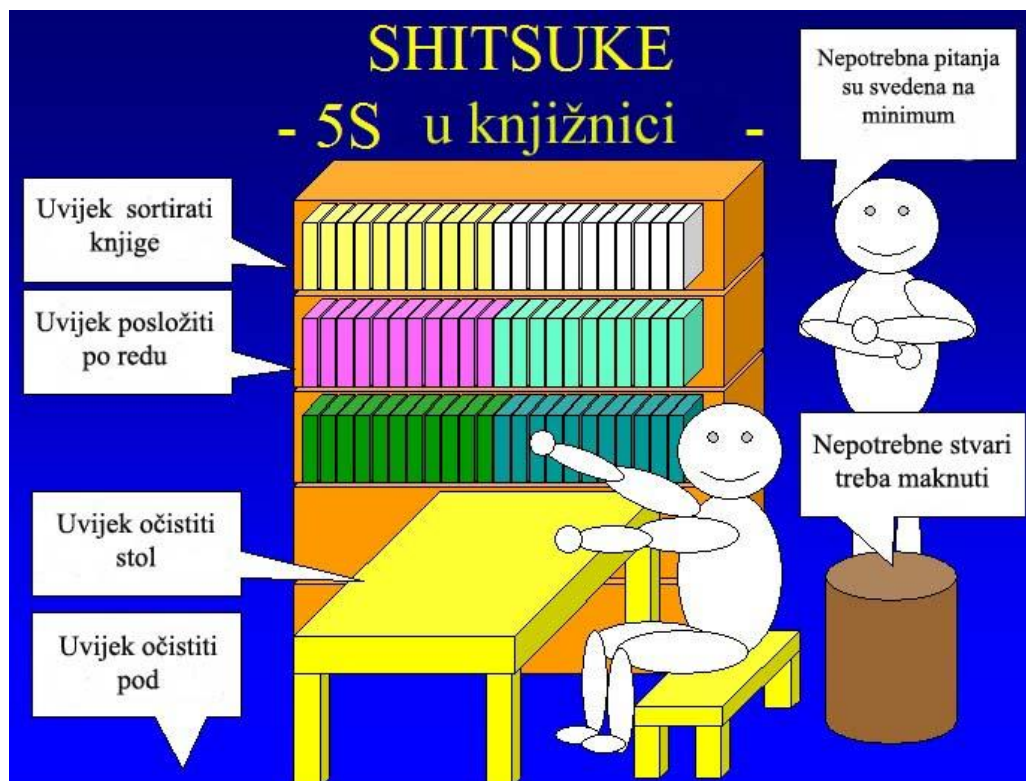 SHITSUKE
- 5S u knjižnici -
Nepotrebna pitanja
su svedena na
minimum
Uvijek sortirati
knjige
Uvijek posložiti
po redu
Nepotrebne stvari
treba maknuti
Uvijek očistiti
stol
Uvijek očistiti
pod